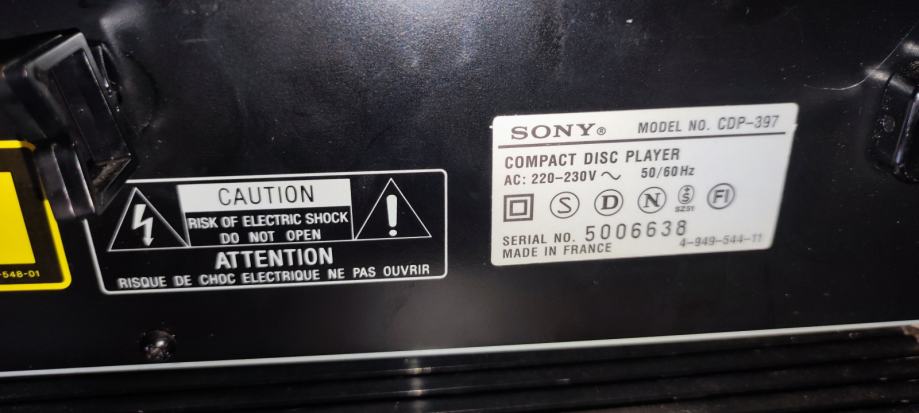 CAUTION
RISK OF ELECTRIC SHOCK
DO NOT OPEN
ATTENTION
RISQUE DE CHOC ELECTRIQUE NE PAS OUVRIR
-548-01
SONY® MODEL NO. CDP-397
COMPACT DISC PLAYER
AC: 220-230V ~ 50/60Hz
S D N S FI
SZ51
SERIAL NO. 5006638
MADE IN FRANCE 4-949-544-11